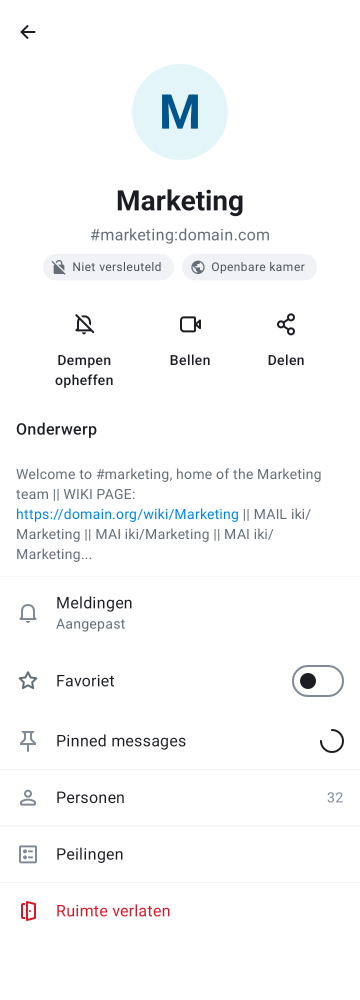 M
Marketing
#marketing:domain.com
Niet versleuteld
Openbare kamer
Dempen
opheffen
Bellen
Delen
Onderwerp
Welcome to #marketing, home of the Marketing
team || WIKI PAGE:
https://domain.org/wiki/Marketing || MAIL iki/
Marketing || MAI iki/Marketing || MAI iki/
Marketing...
Meldingen
Aangepast
Favoriet
Pinned messages
Personen
32
Peilingen
Ruimte verlaten